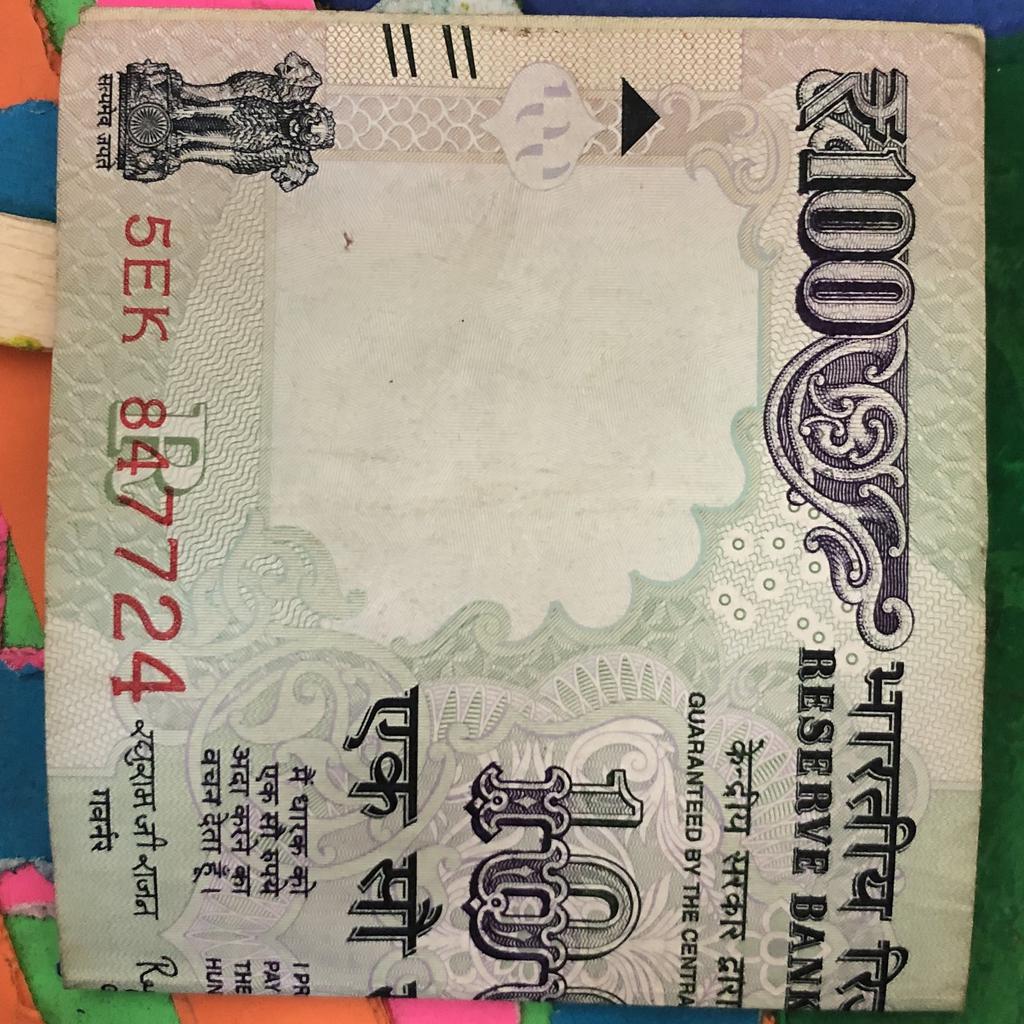 ₹100
भारतीय रि
RESERVE BANK
केन्द्रीय सरकार द्वारा
GUARANTEED BY THE CENTRA
100
एक सौ
मैं धारक को
एक सौ रुपये
अदा करने का
वचन देता हूँ।
I PR
PAY
THE
HUN
रघुराम जी राजन
गवर्नर
सत्यमेव जयते
5EK 847724
R